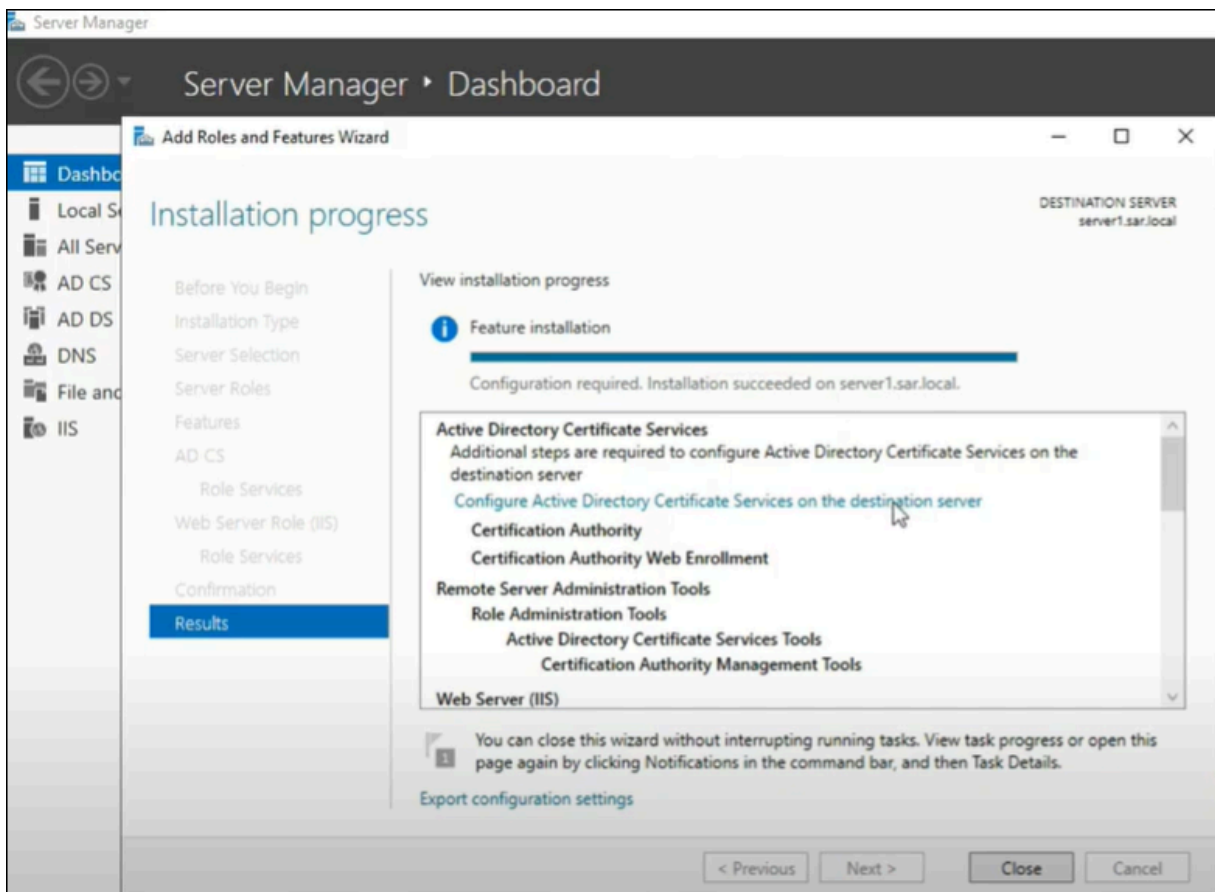 Server Manager
Server Manager ‣ Dashboard
Add Roles and Features Wizard
Dashbo
Local Se
All Serv
AD CS
AD DS
DNS
File and
IIS
Installation progress
DESTINATION SERVER
server1.sar.local
Before You Begin
Installation Type
Server Selection
Server Roles
Features
AD CS
Role Services
Web Server Role (IIS)
Role Services
Confirmation
Results
View installation progress
Feature installation
Configuration required. Installation succeeded on server1.sar.local.
Active Directory Certificate Services
Additional steps are required to configure Active Directory Certificate Services on the
destination server
Configure Active Directory Certificate Services on the destination server
Certification Authority
Certification Authority Web Enrollment
Remote Server Administration Tools
Role Administration Tools
Active Directory Certificate Services Tools
Certification Authority Management Tools
Web Server (IIS)
1
You can close this wizard without interrupting running tasks. View task progress or open this
page again by clicking Notifications in the command bar, and then Task Details.
Export configuration settings
< Previous
Next >
Close
Cancel